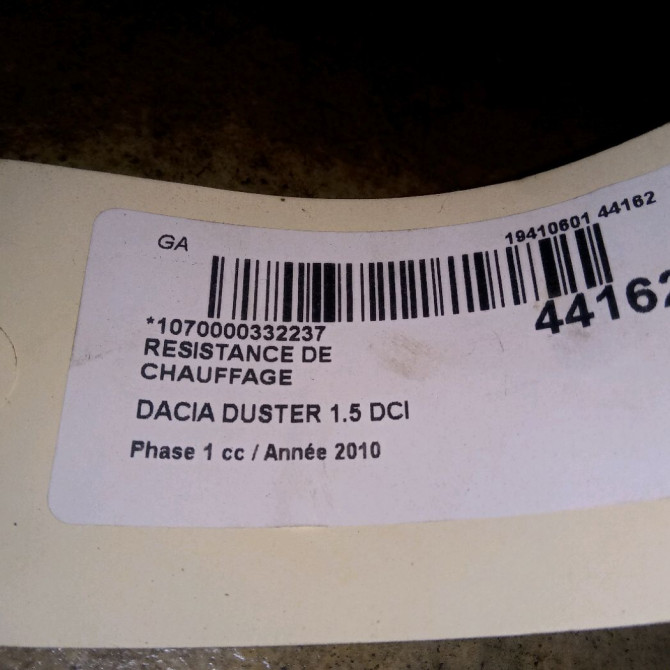 GA
19410601 44162
44162
*1070000332237
RESISTANCE DE
CHAUFFAGE
DACIA DUSTER 1.5 DCI
Phase 1 cc / Année 2010